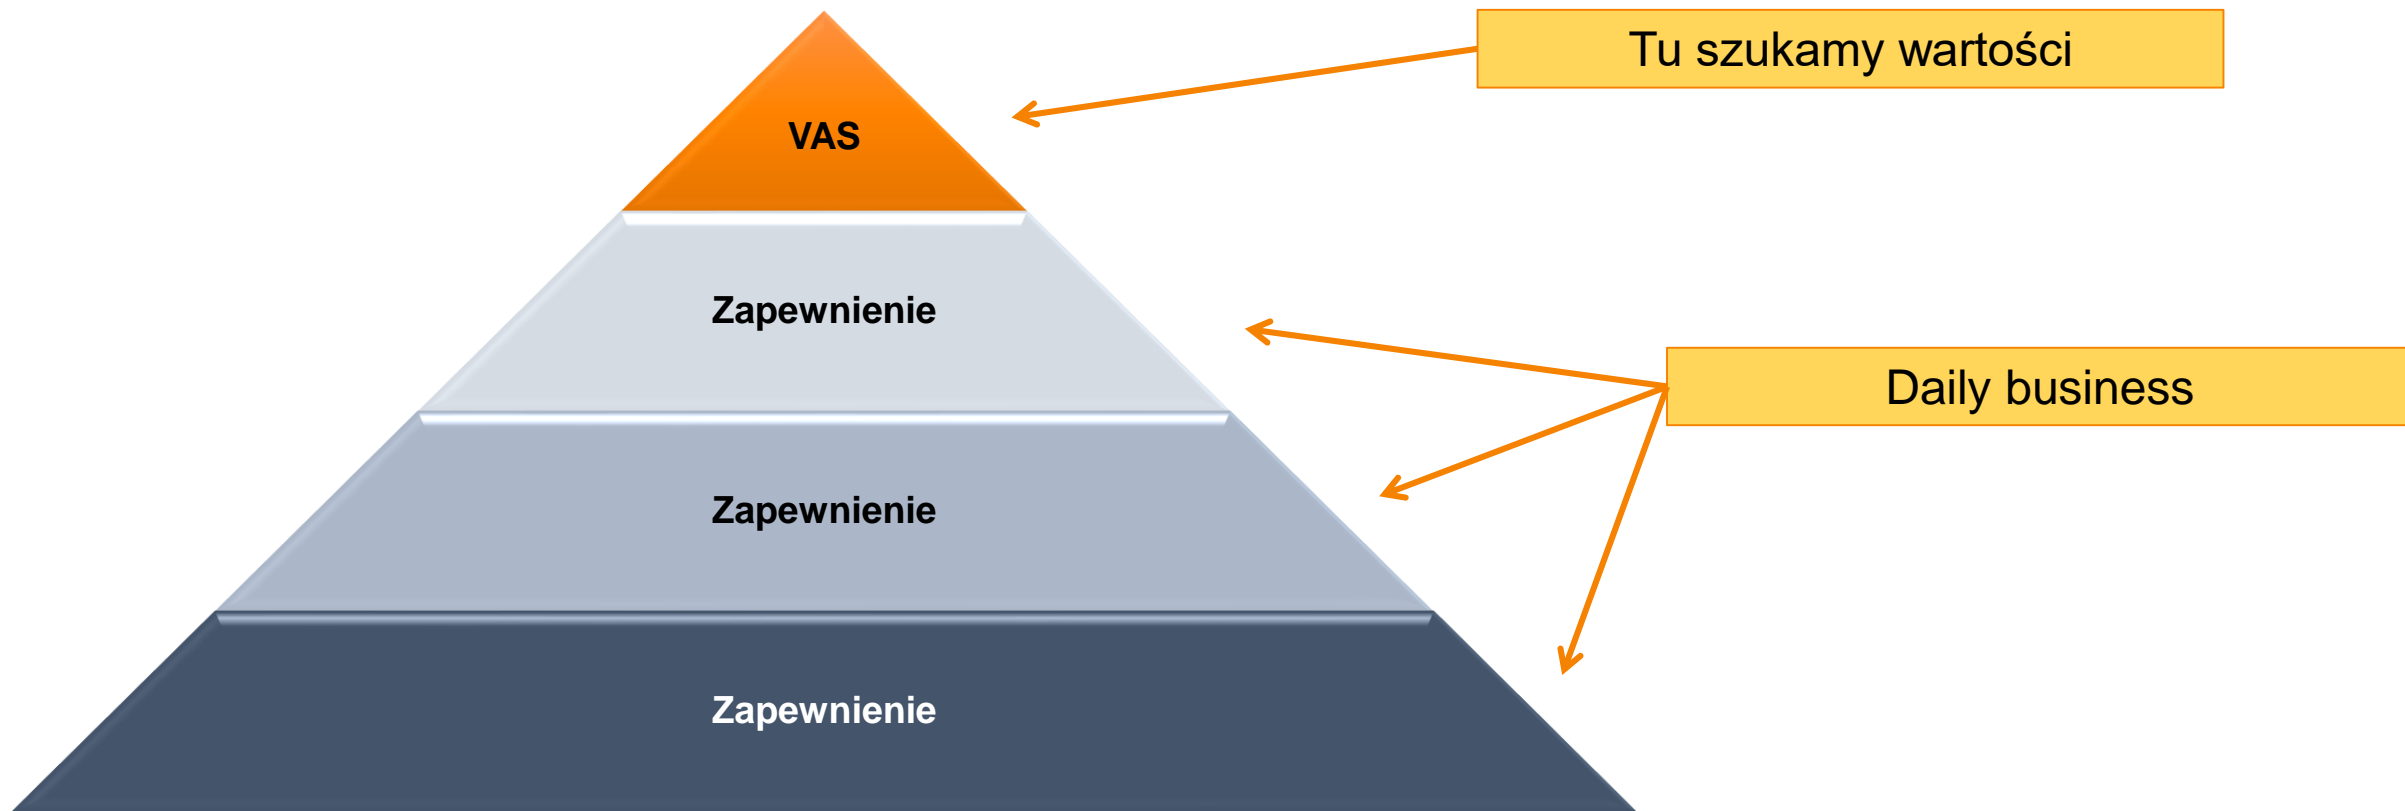 Tu szukamy wartości
VAS
Zapewnienie
Daily business
Zapewnienie
Zapewnienie